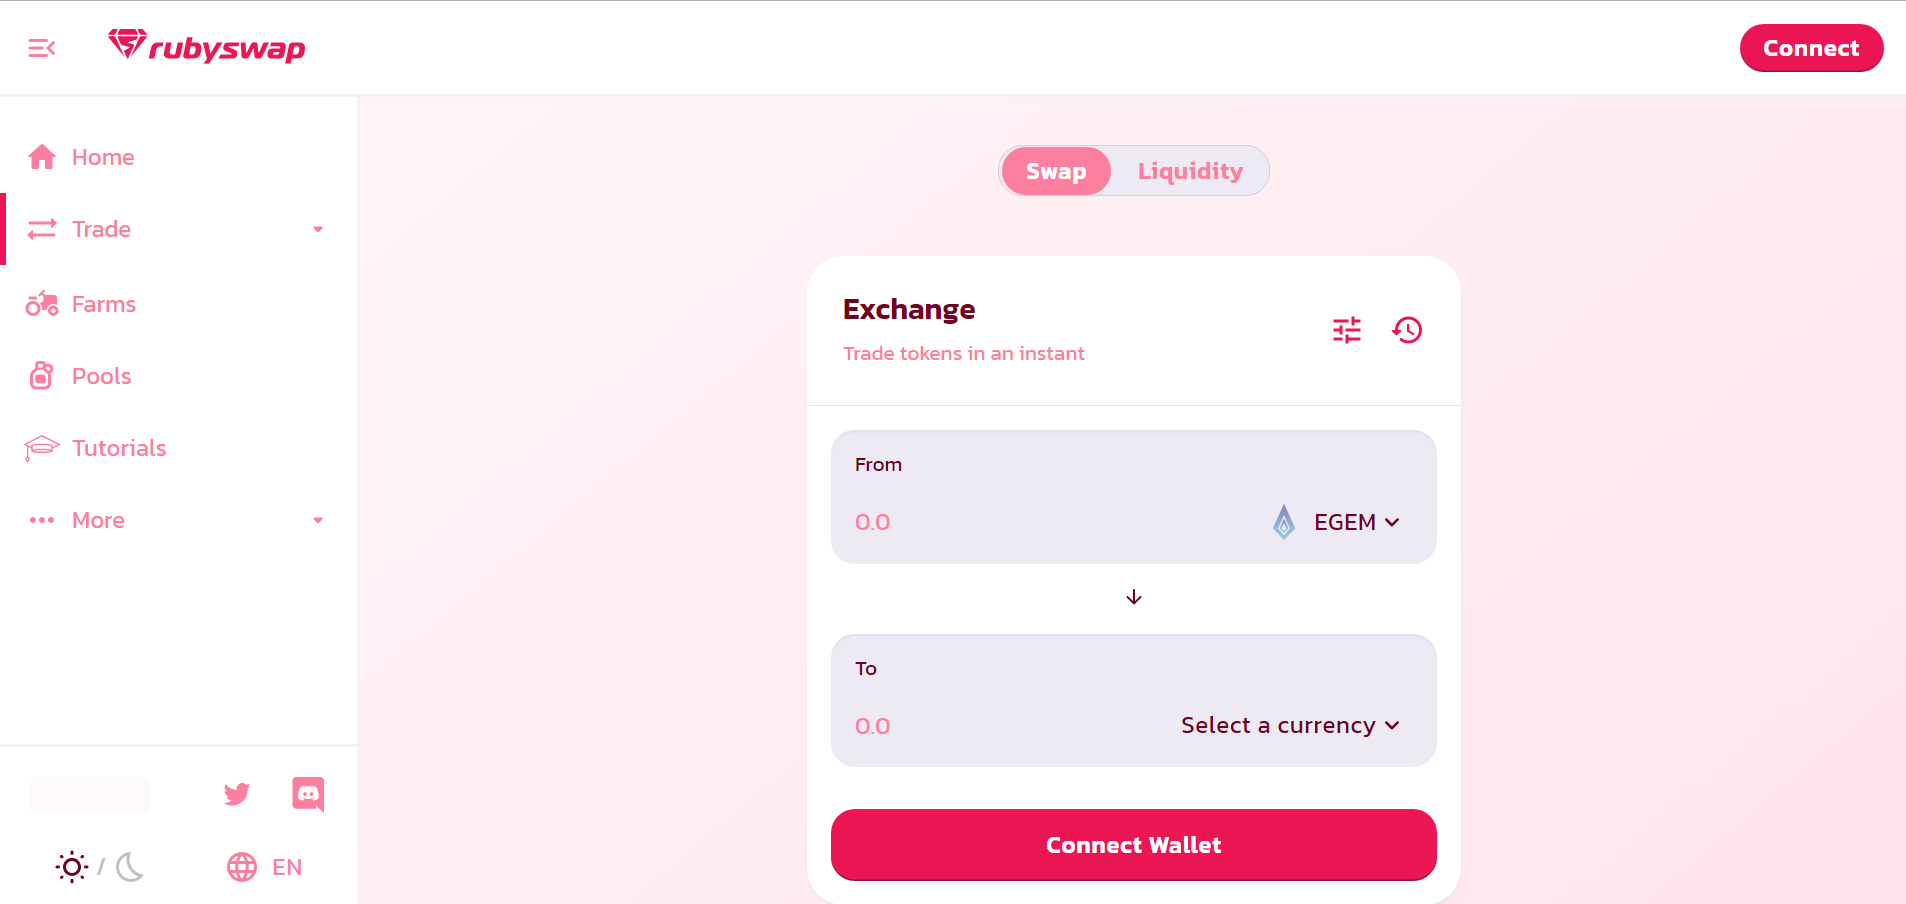 rubyswap
Connect
Home
Trade
Farms
Pools
Tutorials
More
EN
Swap
Liquidity
Exchange
Trade tokens in an instant
From
0.0
EGEM
To
0.0
Select a currency
Connect Wallet